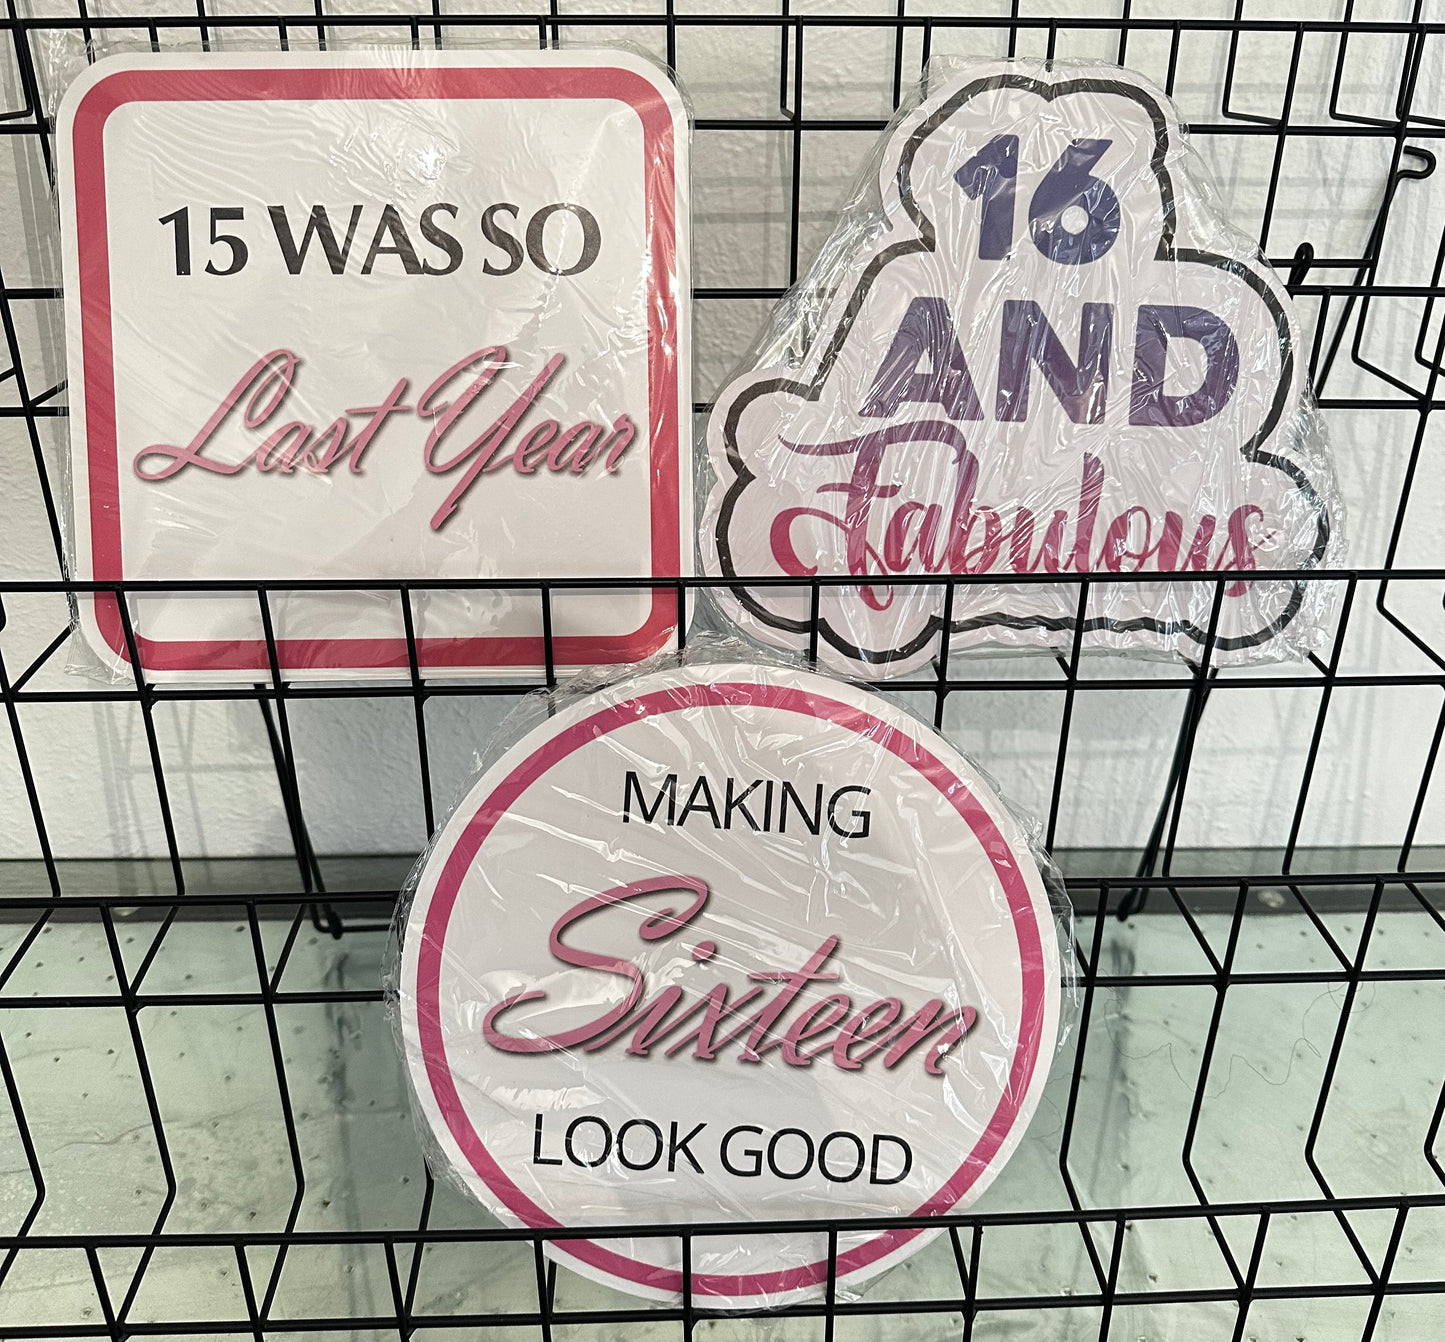 15 WAS SO
Last Year
16
AND
Fabulous
MAKING
Sixteen
LOOK GOOD